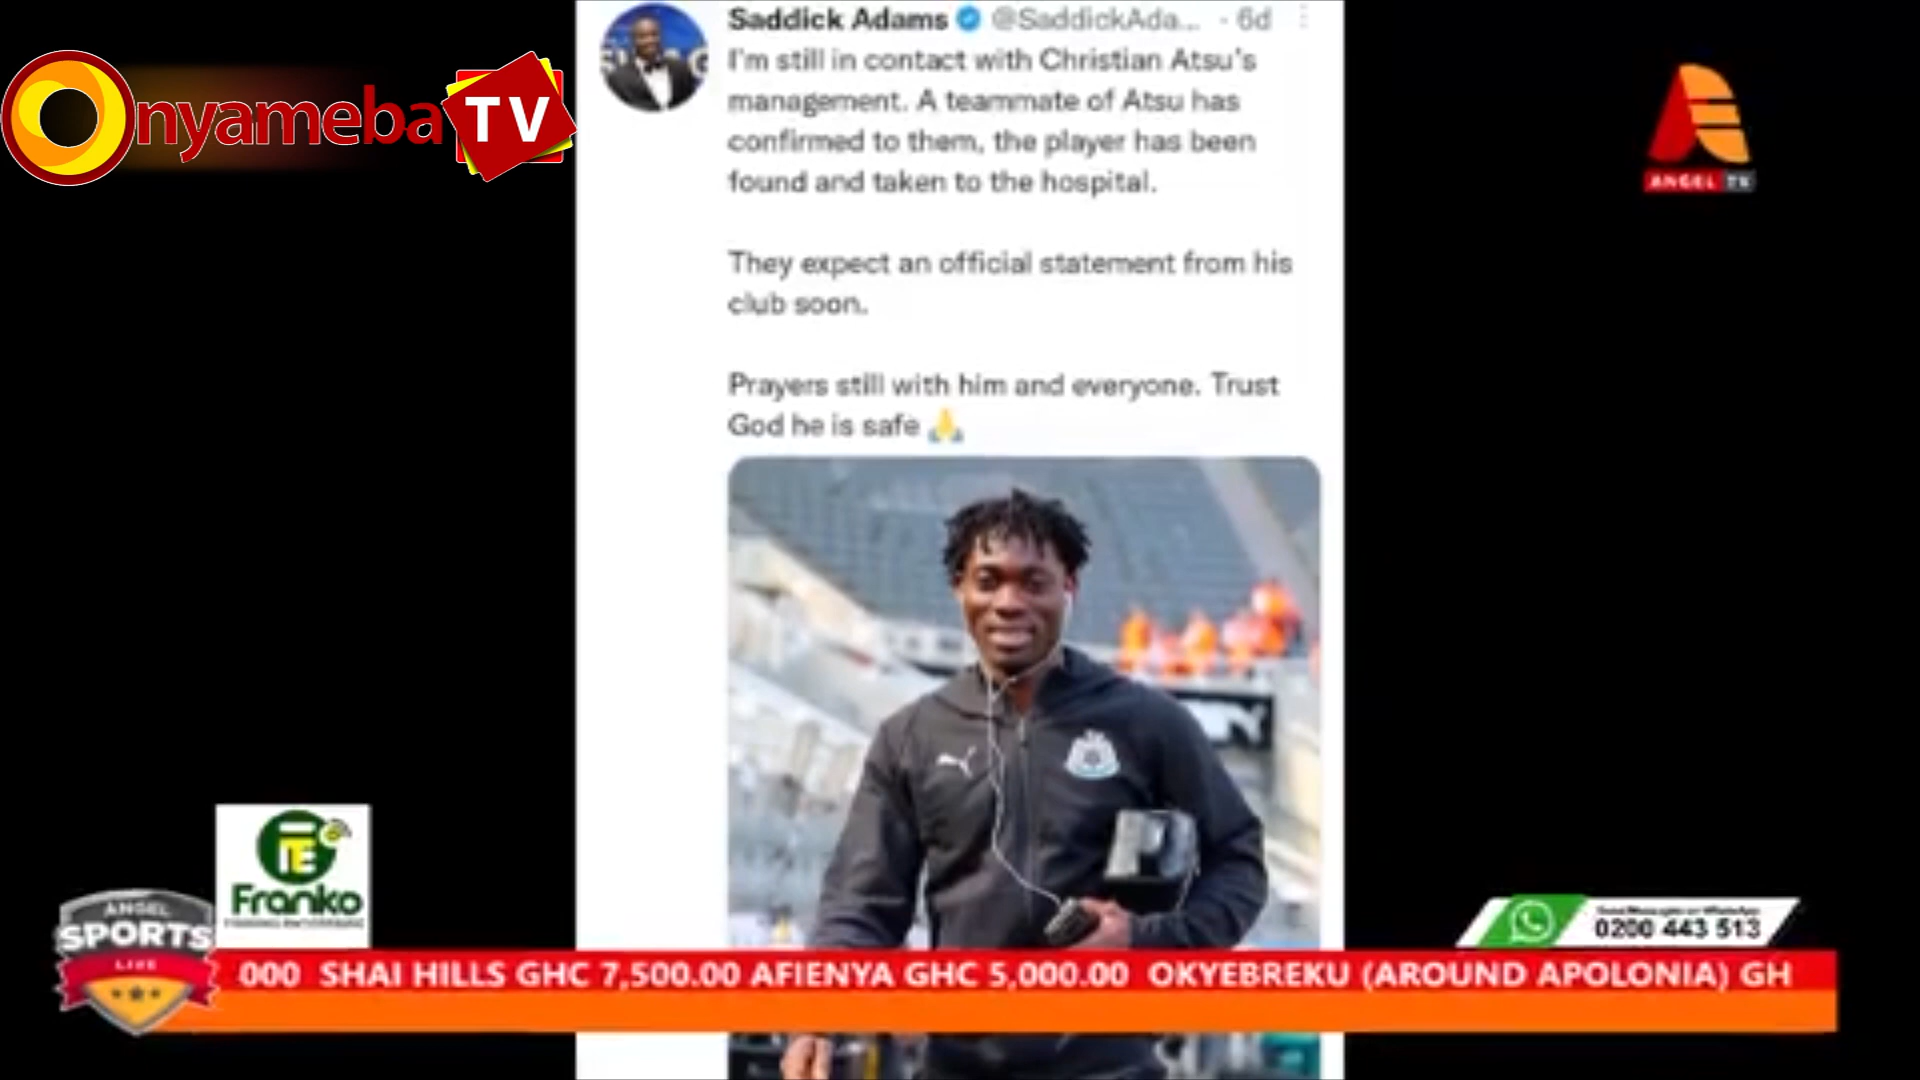 Saddick Adams @SaddickAda... · 6d
I'm still in contact with Christian Atsu's
management. A teammate of Atsu has
confirmed to them, the player has been
found and taken to the hospital.
They expect an official statement from his
club soon.
Prayers still with him and everyone. Trust
God he is safe 🙏
Onyameba TV
ANGEL TV
Franko
ANGEL
SPORTS
LIVE
0200 443 513
000 SHAI HILLS GHC 7,500.00 AFIENYA GHC 5,000.00 OKYEBREKU (AROUND APOLONIA) GH